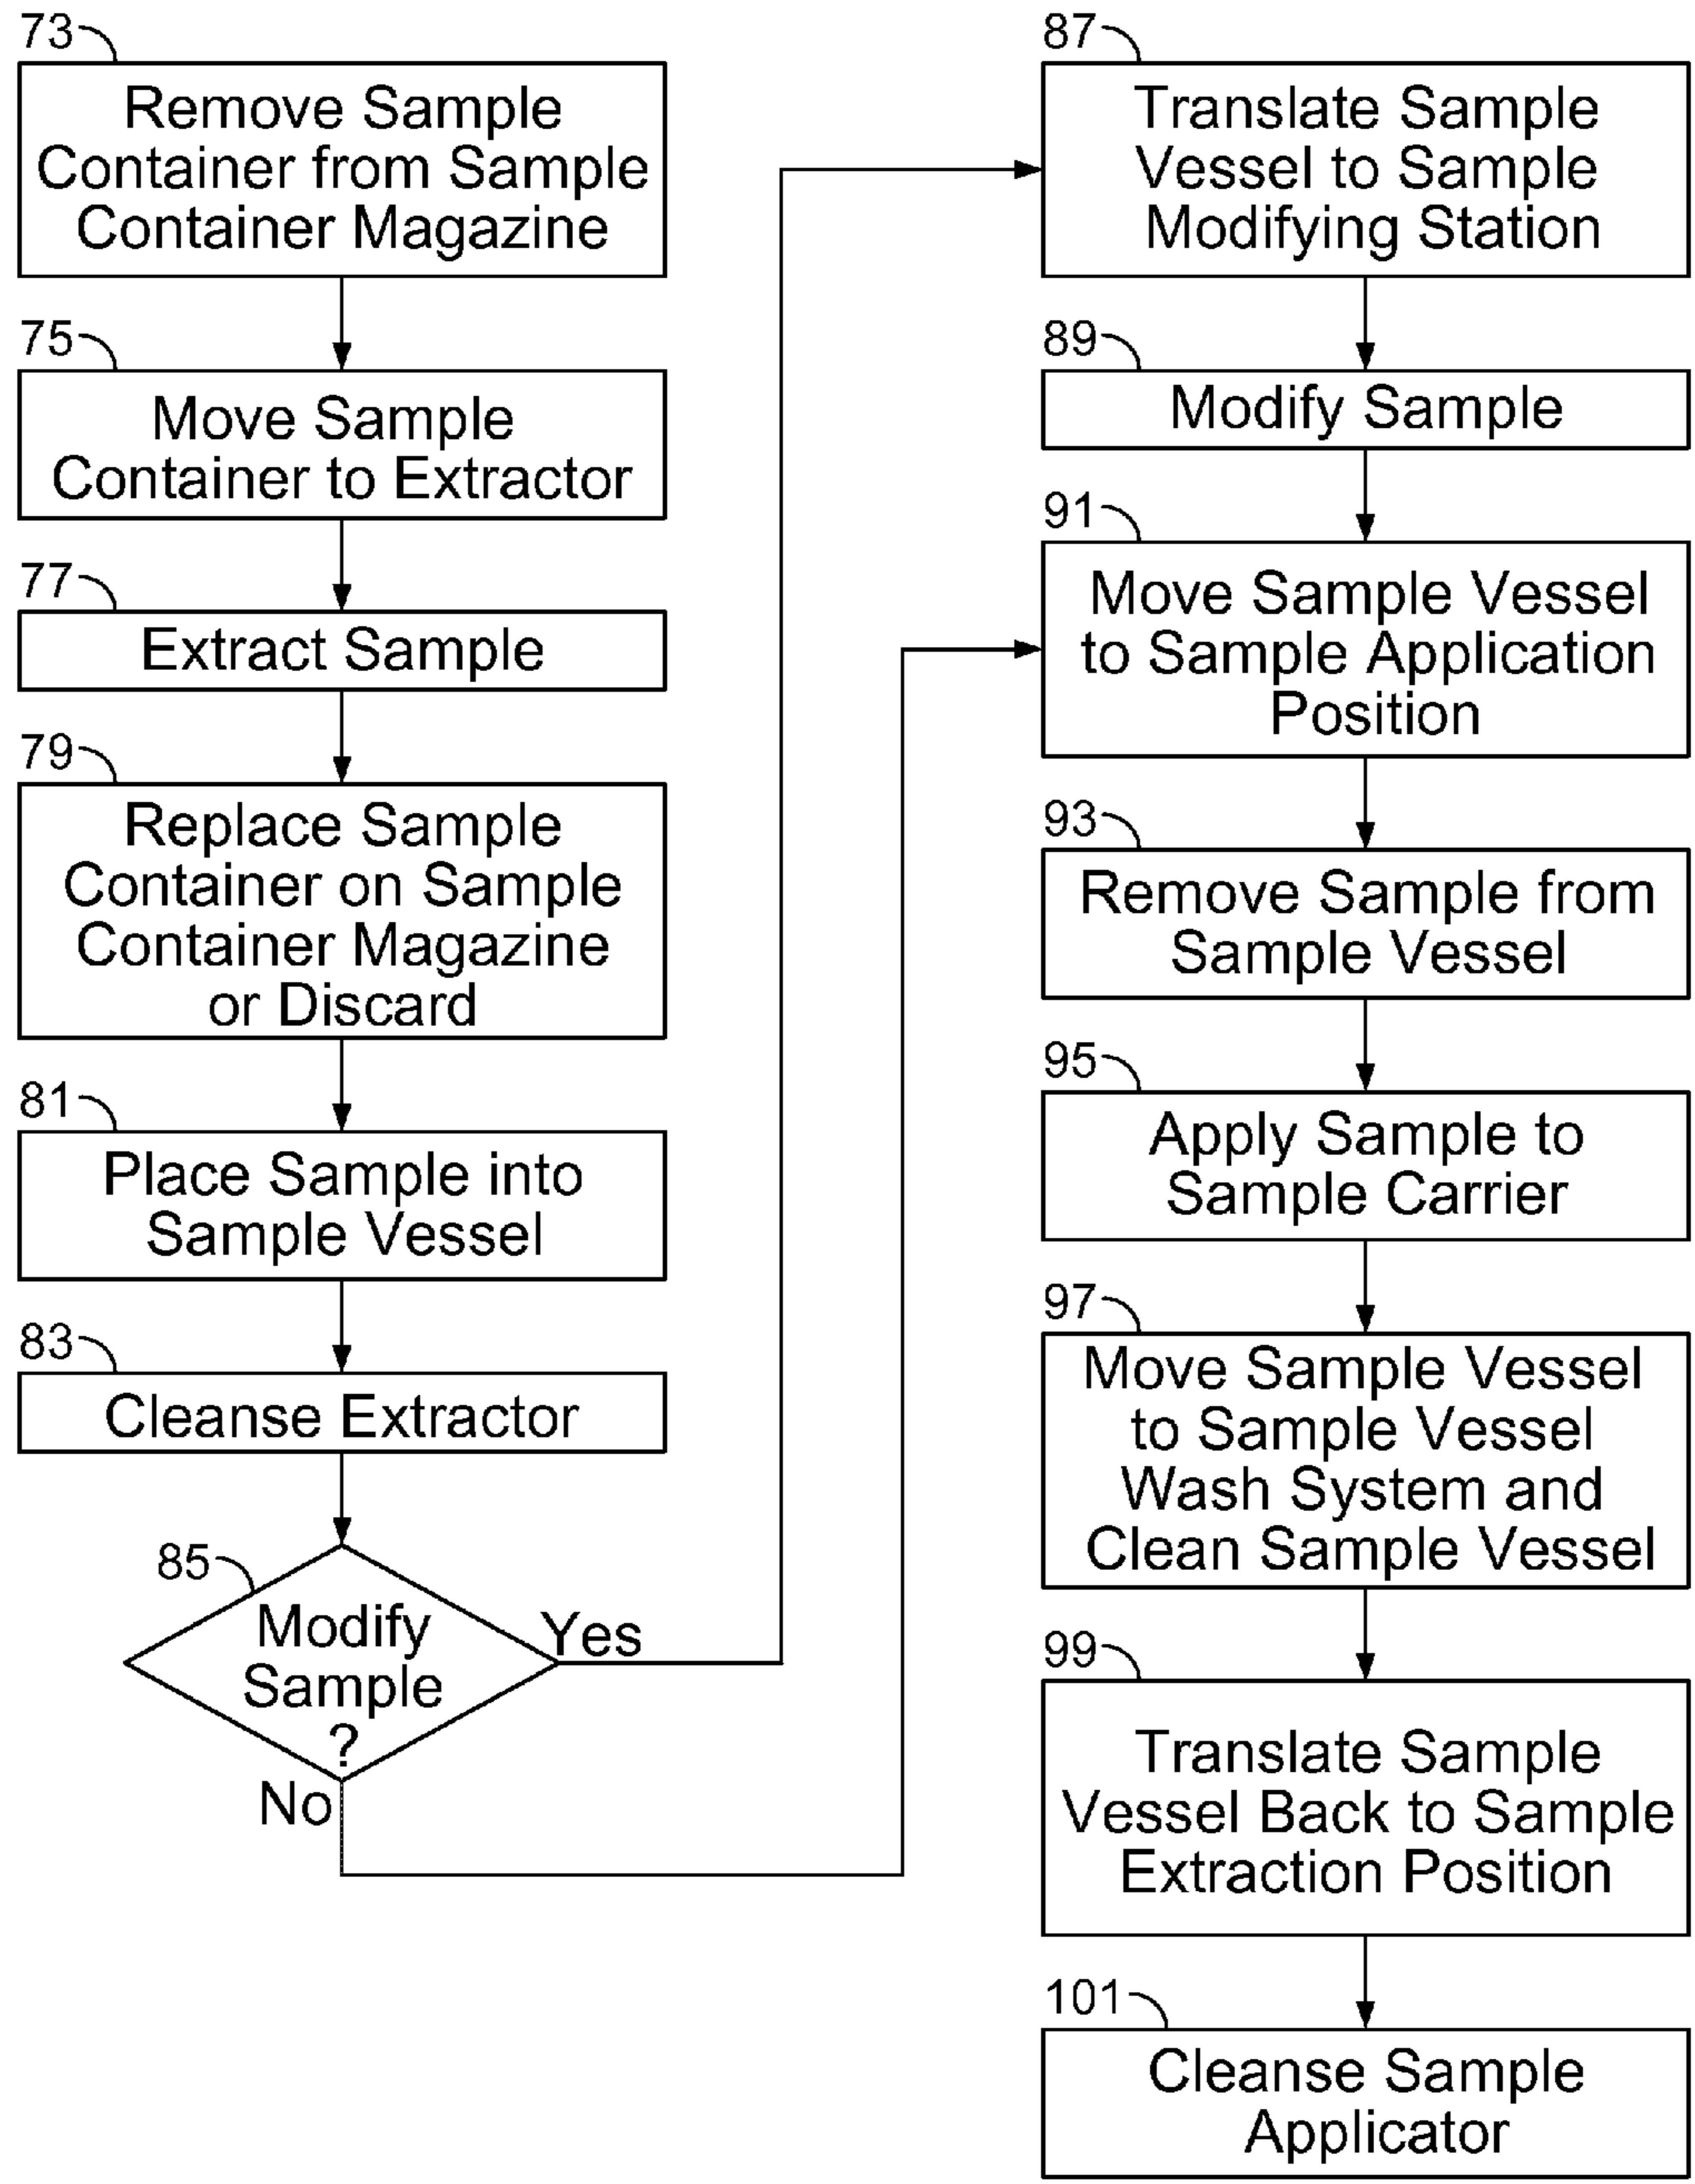 73
Remove Sample
Container from Sample
Container Magazine
75
Move Sample
Container to Extractor
77
Extract Sample
79
Replace Sample
Container on Sample
Container Magazine
or Discard
81
Place Sample into
Sample Vessel
83
Cleanse Extractor
85
Modify
Sample
?
Yes
No
87
Translate Sample
Vessel to Sample
Modifying Station
89
Modify Sample
91
Move Sample Vessel
to Sample Application
Position
93
Remove Sample from
Sample Vessel
95
Apply Sample to
Sample Carrier
97
Move Sample Vessel
to Sample Vessel
Wash System and
Clean Sample Vessel
99
Translate Sample
Vessel Back to Sample
Extraction Position
101
Cleanse Sample
Applicator